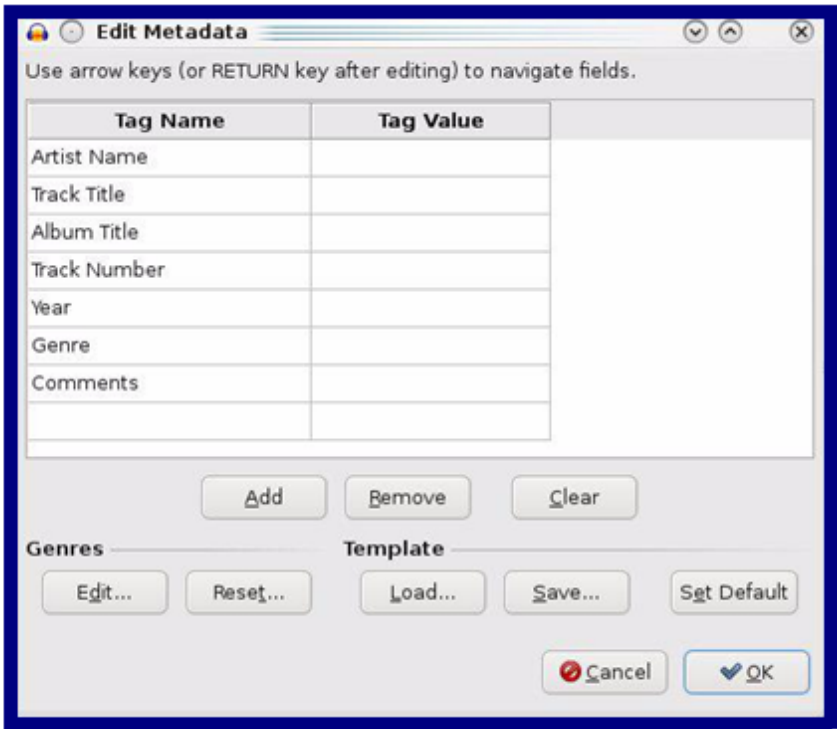 Edit Metadata
Use arrow keys (or RETURN key after editing) to navigate fields.
Tag Name Tag Value
Artist Name
Track Title
Album Title
Track Number
Year
Genre
Comments
Add Remove Clear
Genres Template
Edit... Reset... Load... Save... Set Default
Cancel OK